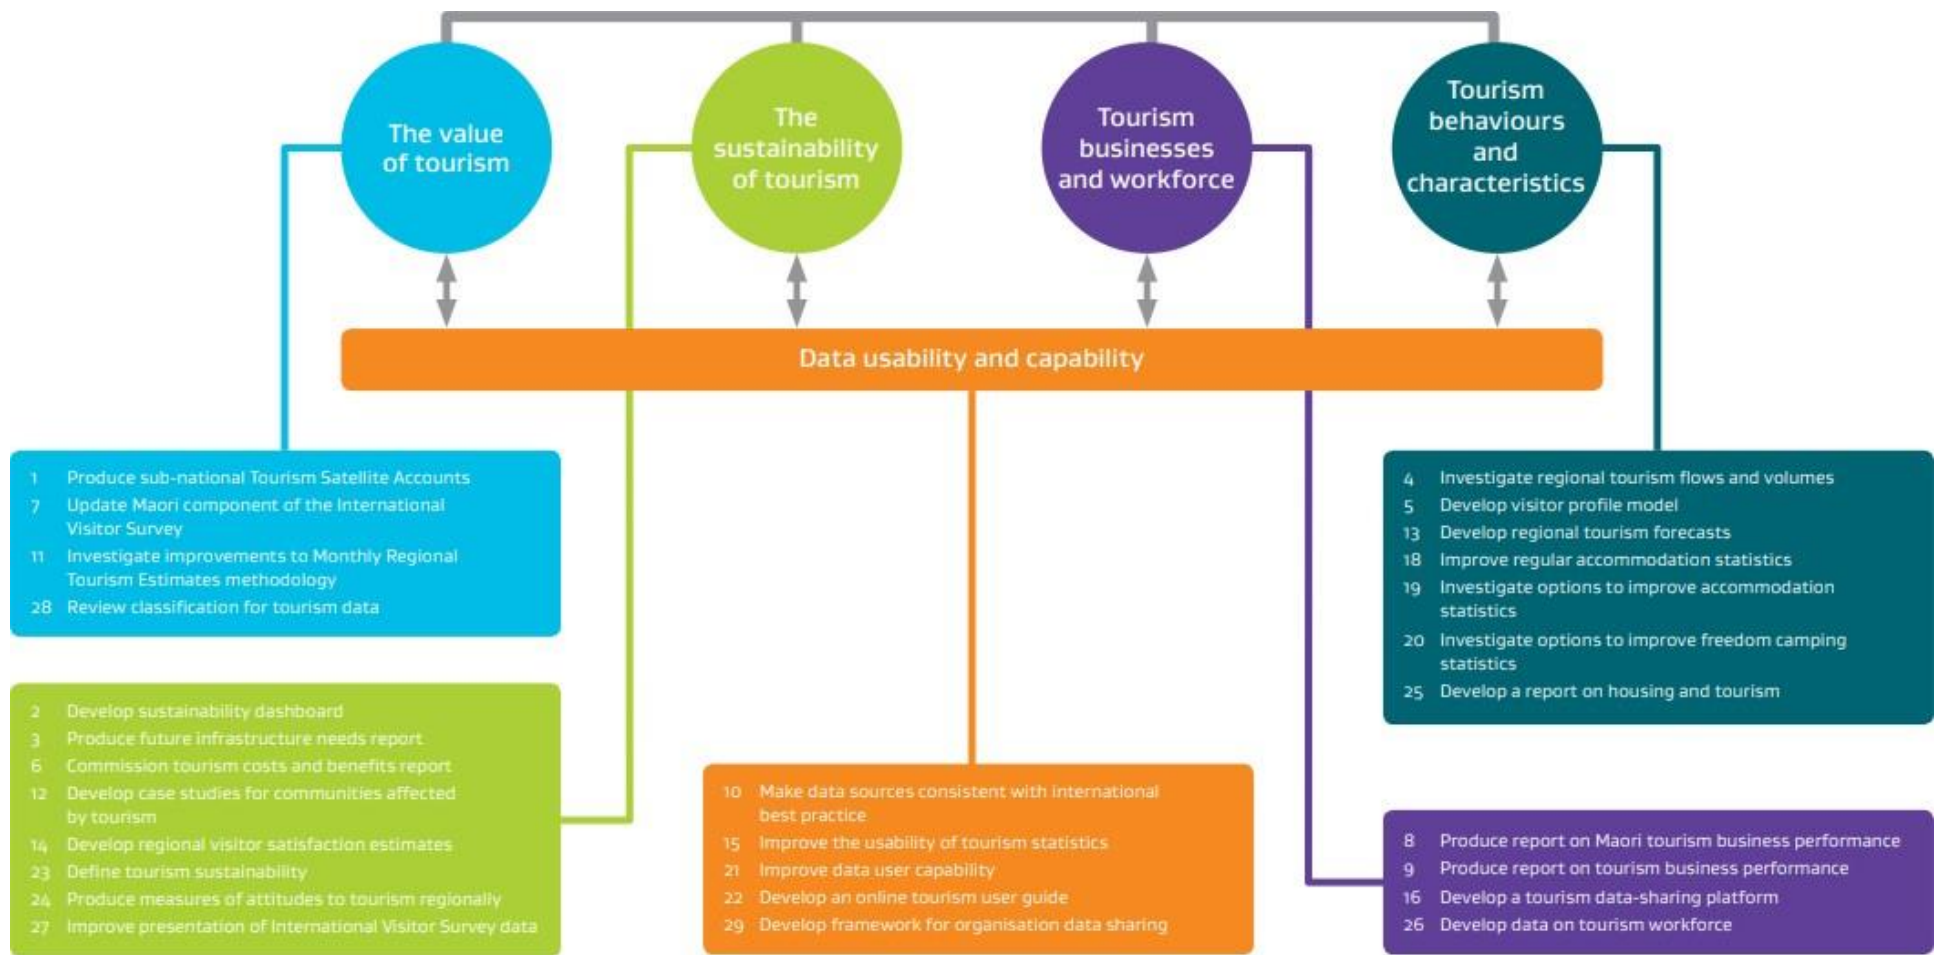 The value
of tourism
The
sustainability
of tourism
Tourism
businesses
and workforce
Tourism
behaviours
and
characteristics
Data usability and capability
1 Produce sub-national Tourism Satellite Accounts
7 Update Maori component of the International
Visitor Survey
11 Investigate improvements to Monthly Regional
Tourism Estimates methodology
28 Review classification for tourism data
2 Develop sustainability dashboard
3 Produce future infrastructure needs report
6 Commission tourism costs and benefits report
12 Develop case studies for communities affected
by tourism
14 Develop regional visitor satisfaction estimates
23 Define tourism sustainability
24 Produce measures of attitudes to tourism regionally
27 Improve presentation of International Visitor Survey data
10 Make data sources consistent with international
best practice
15 Improve the usability of tourism statistics
21 Improve data user capability
22 Develop an online tourism user guide
29 Develop framework for organisation data sharing
4 Investigate regional tourism flows and volumes
5 Develop visitor profile model
13 Develop regional tourism forecasts
18 Improve regular accommodation statistics
19 Investigate options to improve accommodation
statistics
20 Investigate options to improve freedom camping
statistics
25 Develop a report on housing and tourism
8 Produce report on Maori tourism business performance
9 Produce report on tourism business performance
16 Develop a tourism data-sharing platform
26 Develop data on tourism workforce